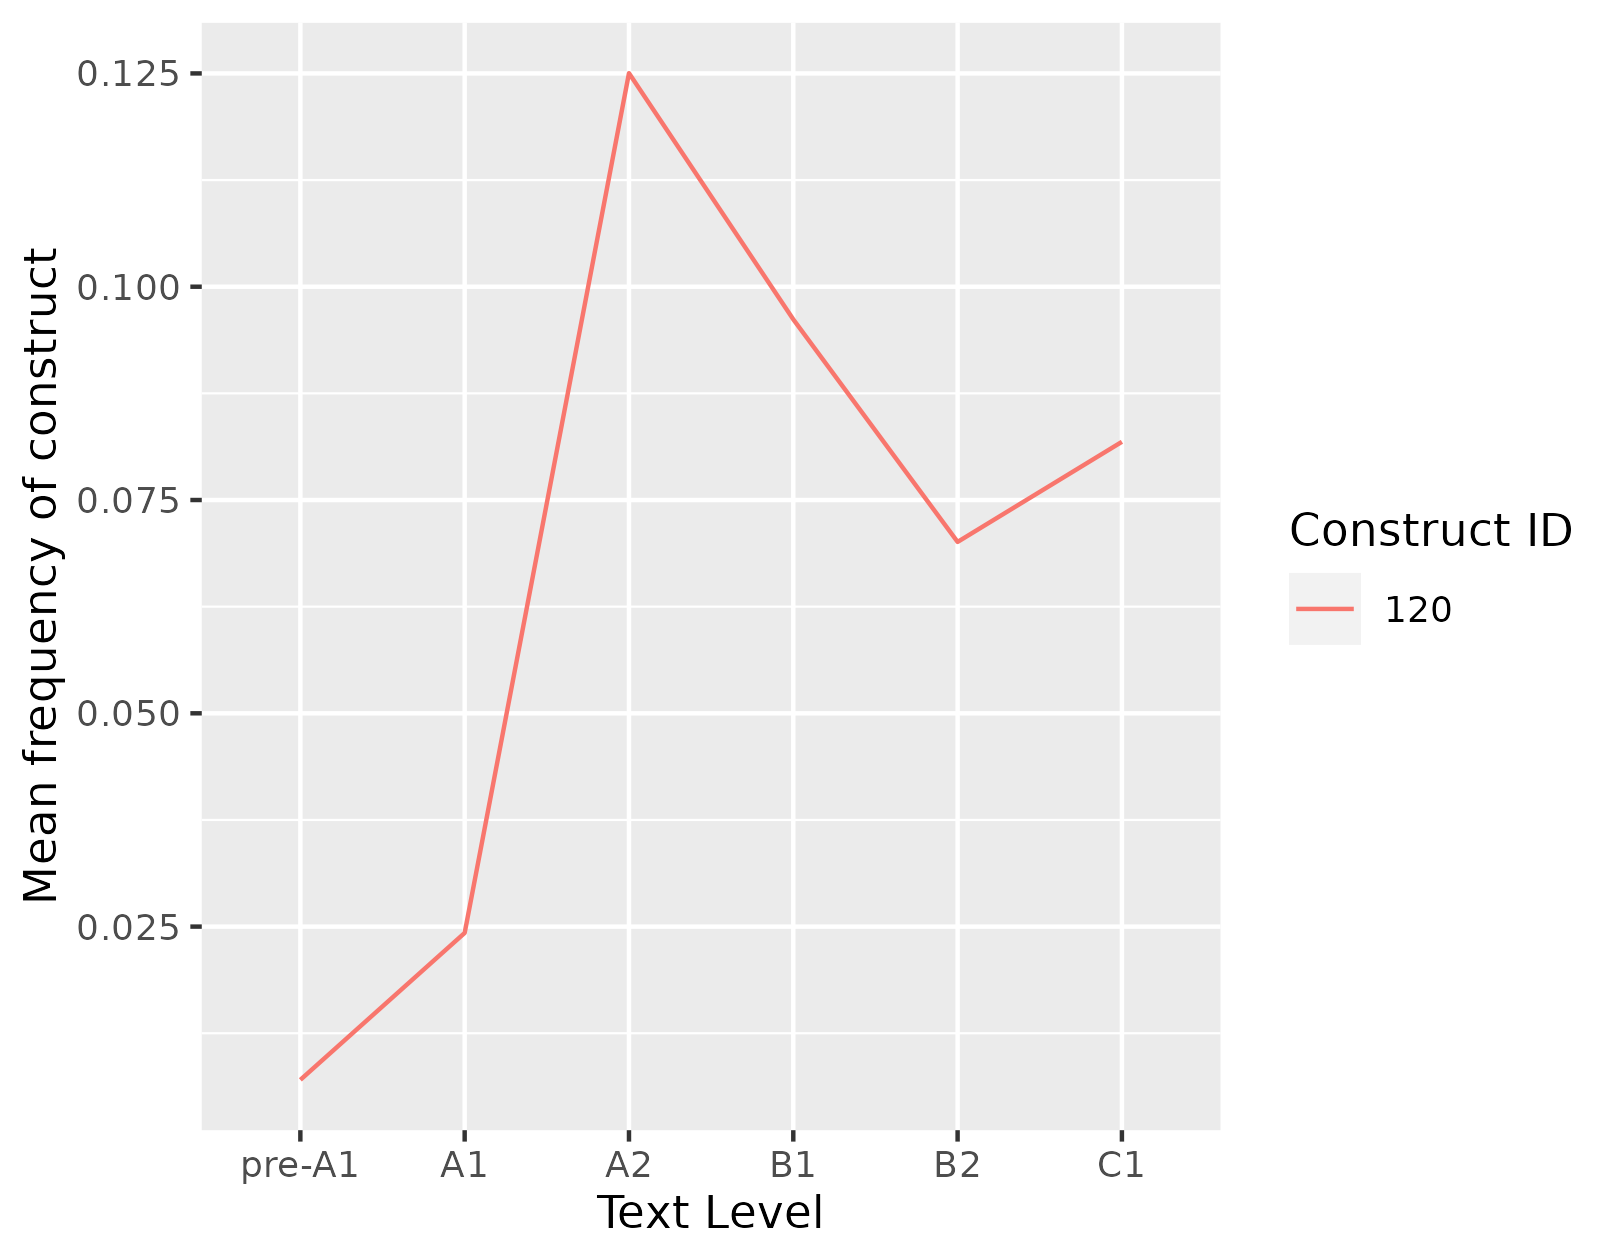 Mean frequency of construct
0.125
0.100
0.075
0.050
0.025
pre-A1 A1 A2 B1 B2 C1
Text Level
Construct ID
120